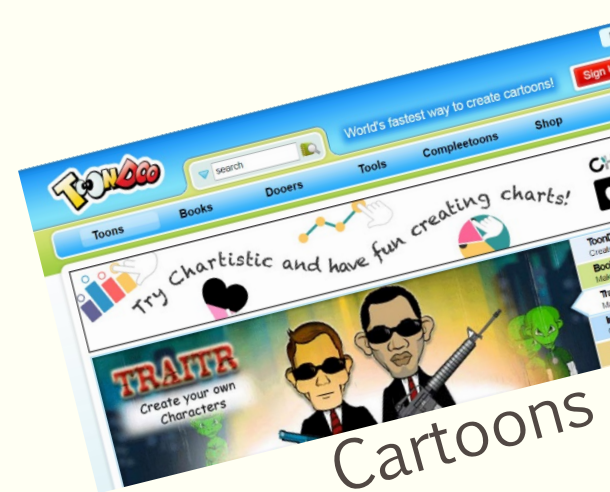 Sign
World's fastest way to create cartoons!
TOONDOO
search
Toons Books Dooers Tools Compleetoons Shop
Try Chartistic and have fun creating charts!
TRAITR
Create your own
Characters
Cartoons